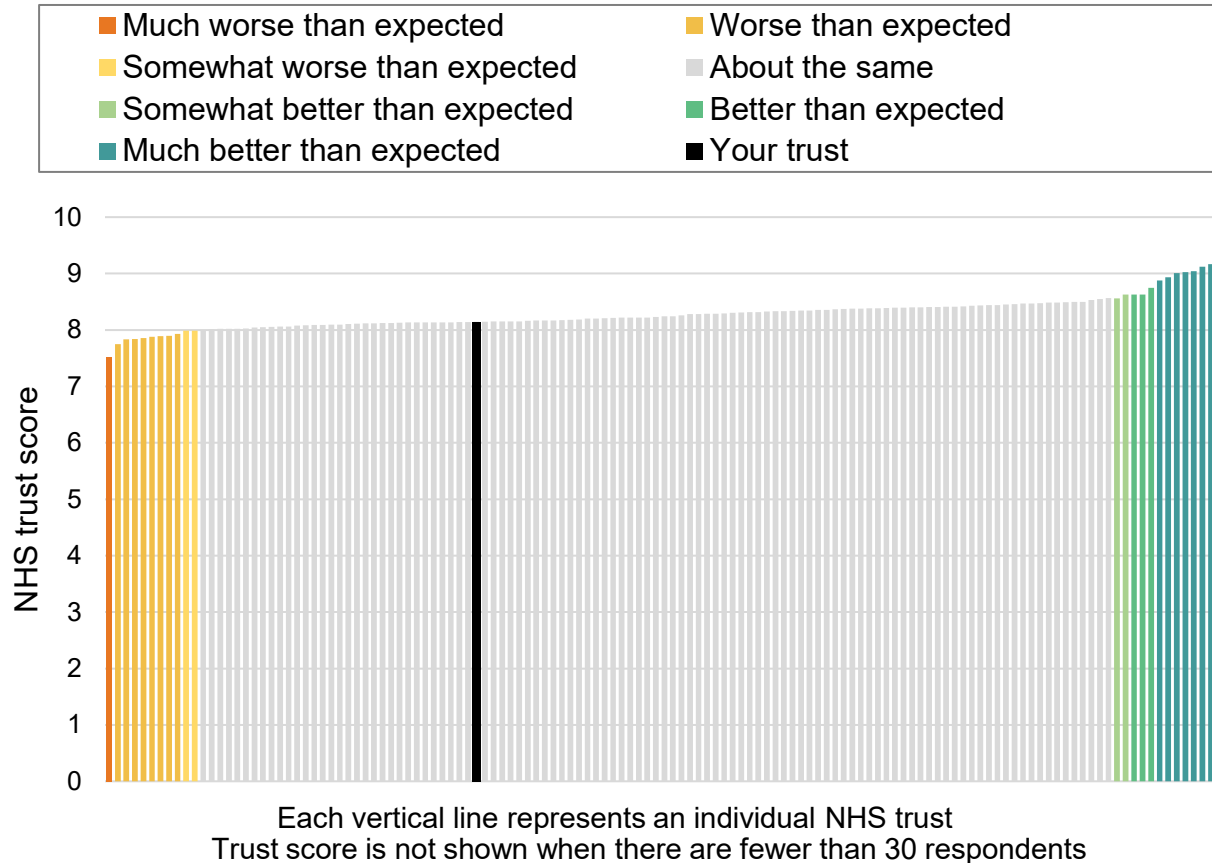 Much worse than expected
Worse than expected
Somewhat worse than expected
About the same
Somewhat better than expected
Better than expected
Much better than expected
Your trust
10
9
8
7
6
5
4
3
2
1
0
NHS trust score
Each vertical line represents an individual NHS trust
Trust score is not shown when there are fewer than 30 respondents